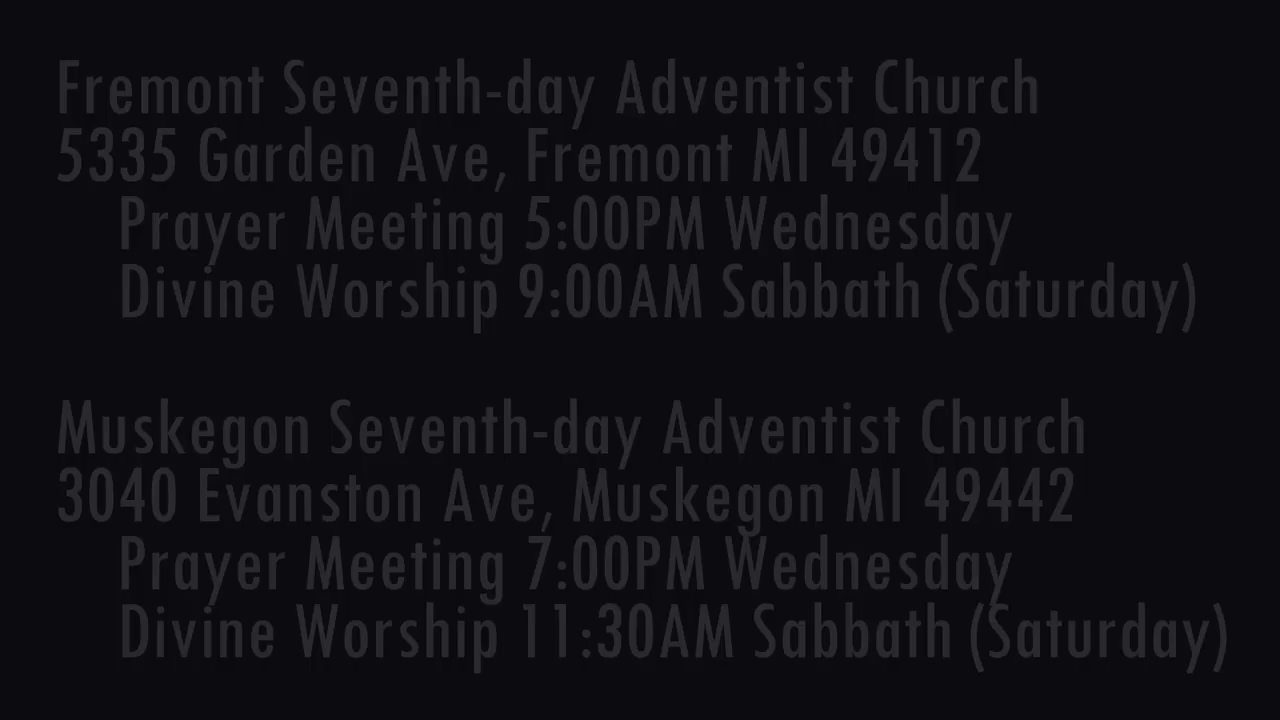 Fremont Seventh-day Adventist Church
5335 Garden Ave, Fremont MI 49412
Prayer Meeting 5:00PM Wednesday
Divine Worship 9:00AM Sabbath (Saturday)
Muskegon Seventh-day Adventist Church
3040 Evanston Ave, Muskegon MI 49442
Prayer Meeting 7:00PM Wednesday
Divine Worship 11:30AM Sabbath (Saturday)